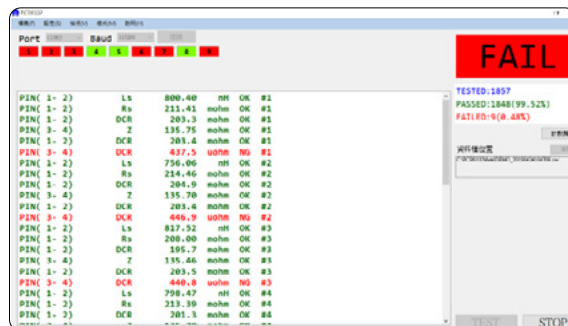 Port Baud
1 2 3 4 5 6 7 8 9
FAIL
TESTED:1857
PASSED:1848(99.52%)
FAILED:9(0.48%)
資料檔位置
PIN( 1- 2) Ls 800.40 nH OK #1
PIN( 1- 2) Rs 211.41 mohm OK #1
PIN( 1- 2) DCR 203.3 mohm OK #1
PIN( 3- 4) Z 135.75 mohm OK #1
PIN( 1- 2) DCR 203.4 mohm OK #1
PIN( 3- 4) DCR 437.5 uohm NG #1
PIN( 1- 2) Ls 756.06 nH OK #2
PIN( 1- 2) Rs 214.46 mohm OK #2
PIN( 1- 2) DCR 204.9 mohm OK #2
PIN( 3- 4) Z 135.70 mohm OK #2
PIN( 1- 2) DCR 203.4 mohm OK #2
PIN( 3- 4) DCR 446.9 uohm NG #2
PIN( 1- 2) Ls 817.52 nH OK #3
PIN( 1- 2) Rs 208.00 mohm OK #3
PIN( 1- 2) DCR 195.7 mohm OK #3
PIN( 3- 4) Z 135.46 mohm OK #3
PIN( 1- 2) DCR 203.5 mohm OK #3
PIN( 3- 4) DCR 440.8 uohm NG #3
PIN( 1- 2) Ls 798.47 nH OK #4
PIN( 1- 2) Rs 213.39 mohm OK #4
PIN( 1- 2) DCR 201.3 mohm OK #4
TEST STOP